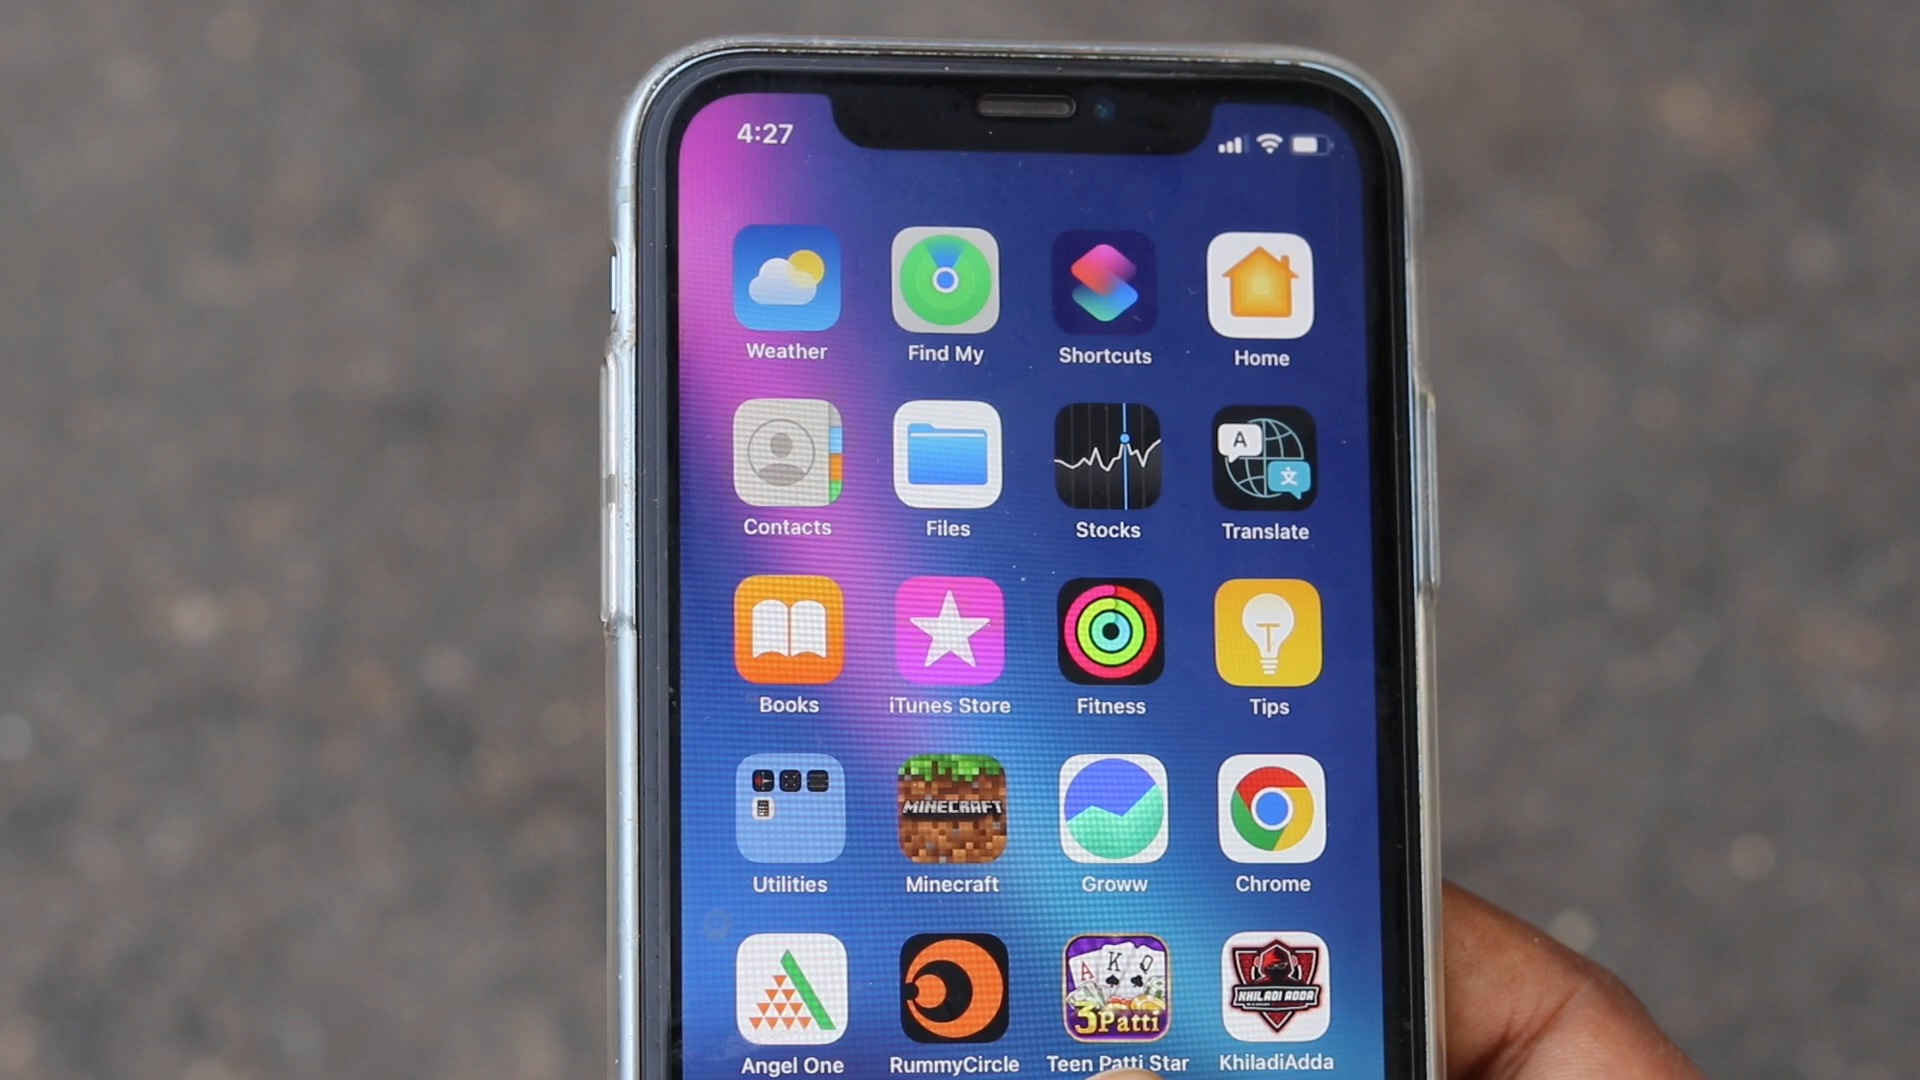 4:27
Weather Find My Shortcuts Home
A 文
Contacts Files Stocks Translate
Books iTunes Store Fitness Tips
MINECRAFT
Utilities Minecraft Groww Chrome
A K Q
3Patti KHILADI ADDA
Angel One RummyCircle Teen Patti Star KhiladiAdda